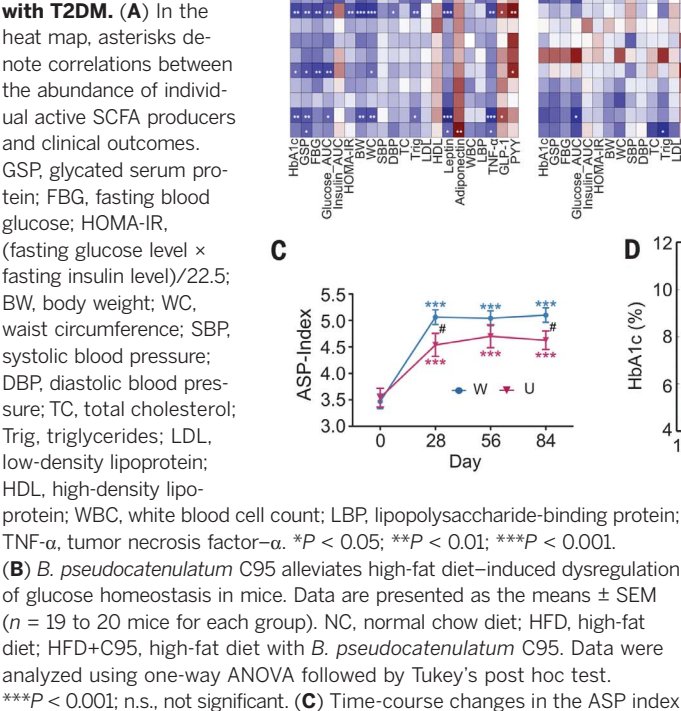 with T2DM. (A) In the
heat map, asterisks de-
note correlations between
the abundance of individ-
ual active SCFA producers
and clinical outcomes.
GSP, glycated serum pro-
tein; FBG, fasting blood
glucose; HOMA-IR,
(fasting glucose level ×
fasting insulin level)/22.5;
BW, body weight; WC,
waist circumference; SBP,
systolic blood pressure;
DBP, diastolic blood pres-
sure; TC, total cholesterol;
Trig, triglycerides; LDL,
low-density lipoprotein;
HDL, high-density lipo-
protein; WBC, white blood cell count; LBP, lipopolysaccharide-binding protein;
TNF-α, tumor necrosis factor–α. *P < 0.05; **P < 0.01; ***P < 0.001.
(B) B. pseudocatenulatum C95 alleviates high-fat diet–induced dysregulation
of glucose homeostasis in mice. Data are presented as the means ± SEM
(n = 19 to 20 mice for each group). NC, normal chow diet; HFD, high-fat
diet; HFD+C95, high-fat diet with B. pseudocatenulatum C95. Data were
analyzed using one-way ANOVA followed by Tukey's post hoc test.
***P < 0.001; n.s., not significant. (C) Time-course changes in the ASP index
HbA1c
GSP
FBG
Glucose_AUC
Insulin_AUC
HOMA-IR
BW
WC
SBP
DBP
TC
Trig
LDL
HDL
Leptin
Adiponectin
WBC
LBP
TNF-α
GLP-1
PYY
HbA1c
GSP
FBG
Glucose_AUC
Insulin_AUC
HOMA-IR
BW
WC
SBP
DBP
TC
Trig
LDL
C
ASP-Index
5.5
5.0
4.5
4.0
3.5
3.0
***
***
***
#
#
***
***
***
W
U
0
28
56
84
Day
D
HbA1c (%)
12
10
8
6
4
1